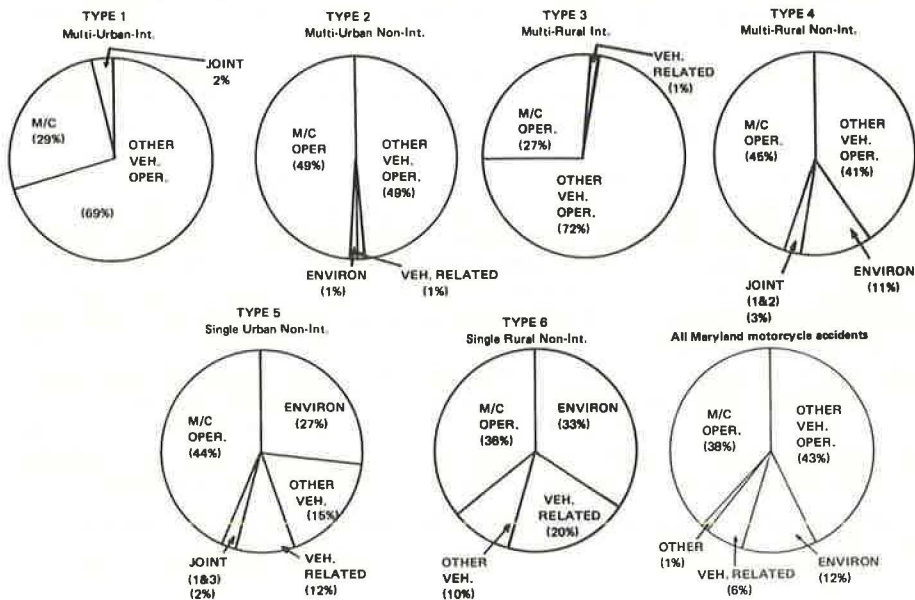 TYPE 1
Multi-Urban-Int.
JOINT
2%
M/C
(29%)
OTHER
VEH.
OPER.
(69%)
TYPE 2
Multi-Urban Non-Int.
M/C
OPER
(49%)
OTHER
VEH.
OPER.
(49%)
ENVIRON
(1%)
VEH. RELATED
(1%)
TYPE 3
Multi-Rural Int.
VEH.
RELATED
(1%)
M/C
OPER.
(27%)
OTHER
VEH.
OPER.
(72%)
TYPE 4
Multi-Rural Non-Int.
M/C
OPER.
(45%)
OTHER
VEH.
OPER.
(41%)
JOINT
(1&2)
(3%)
ENVIRON
(11%)
TYPE 5
Single Urban Non-Int.
M/C
OPER.
(44%)
ENVIRON
(27%)
OTHER
VEH.
(15%)
JOINT
(1&3)
(2%)
VEH.
RELATED
(12%)
TYPE 6
Single Rural Non-Int.
M/C
OPER.
(36%)
ENVIRON
(33%)
VEH.
RELATED
(20%)
OTHER
VEH.
(10%)
All Maryland motorcycle accidents
M/C
OPER.
(38%)
OTHER
VEH.
OPER.
(43%)
OTHER
(1%)
VEH. RELATED
(6%)
ENVIRON
(12%)